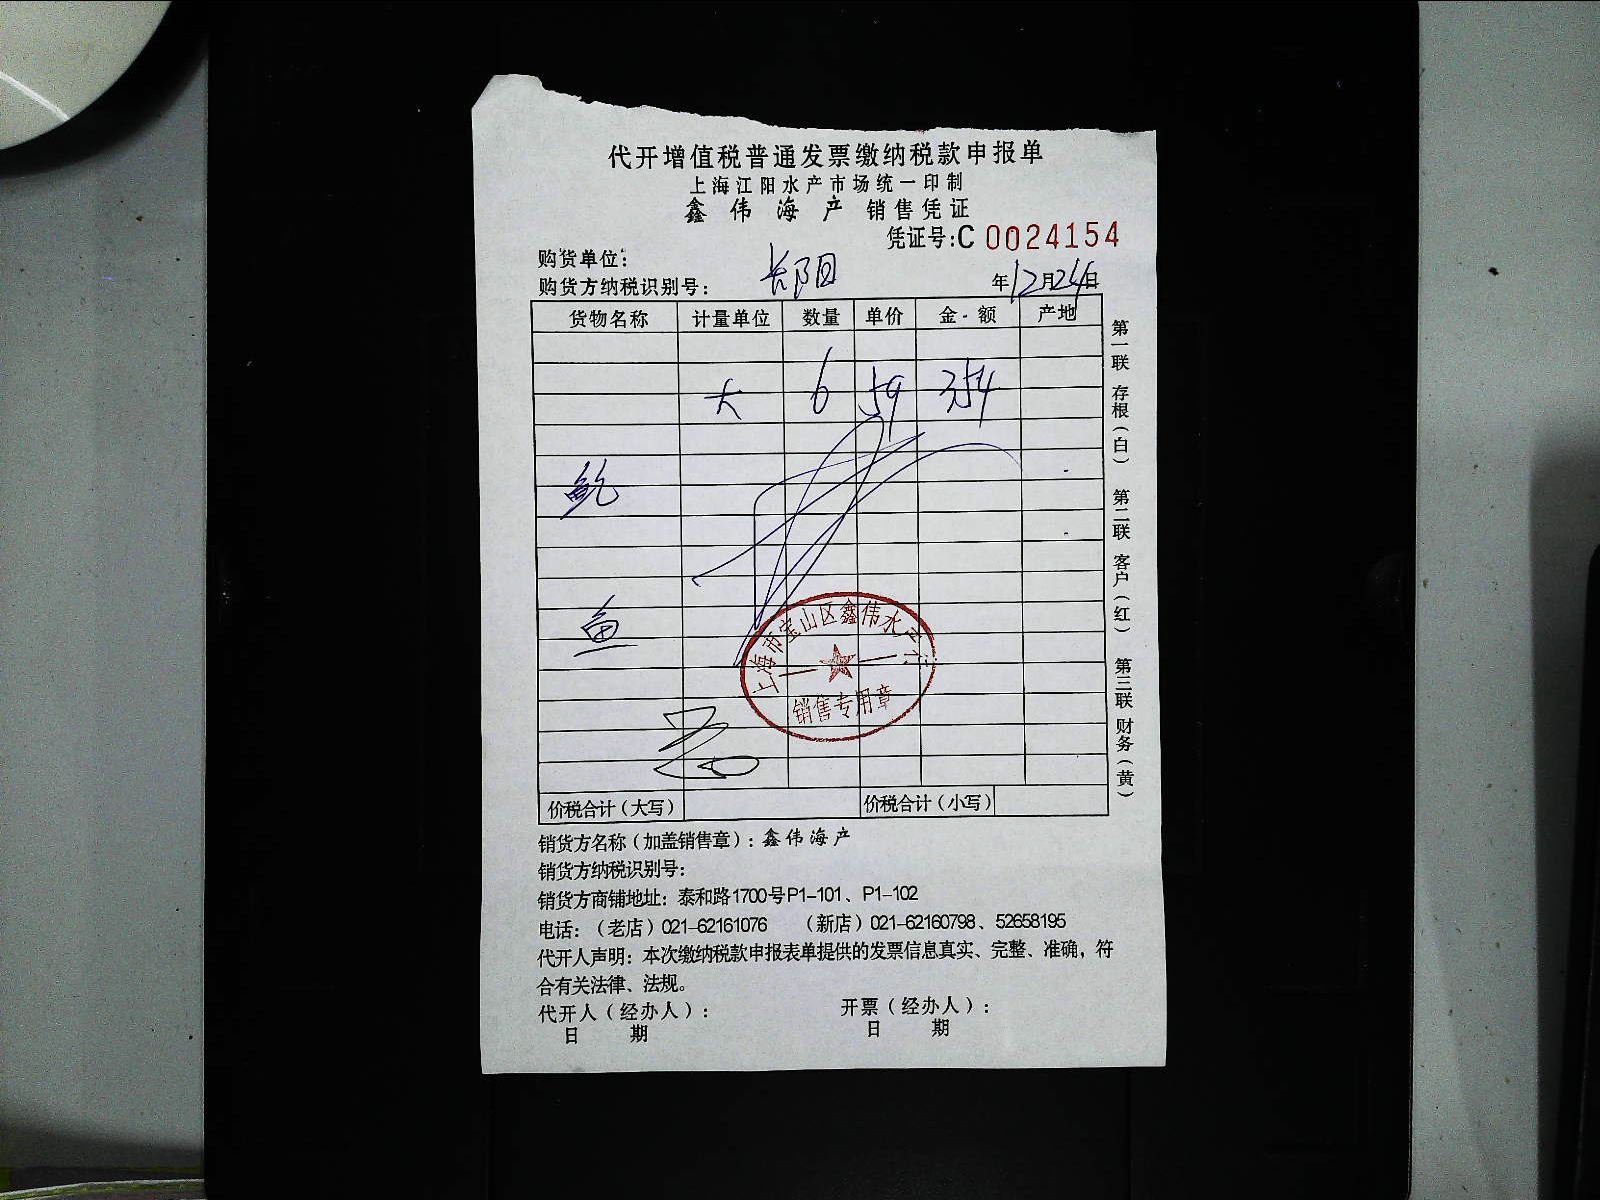 代开增值税普通发票缴纳税款申报单
上海江阳水产市场统一印制
鑫伟海产 销售凭证
凭证号:C 0024154
购货单位:
长阳
购货方纳税识别号: 年12月24日
货物名称 计量单位 数量 单价 金额 产地
大 6 59 354
鲍
鱼
上海市宝山区鑫伟水
销售专用章
价税合计(大写) 价税合计(小写)
第一联 存根(白) 第二联 客户(红) 第三联 财务(黄)
销货方名称(加盖销售章): 鑫伟海产
销货方纳税识别号:
销货方商铺地址: 泰和路1700号P1-101、P1-102
电话:(老店)021-62161076 (新店)021-62160798、52658195
代开人声明: 本次缴纳税款申报表单提供的发票信息真实、完整、准确,符
合有关法律、法规。
代开人(经办人): 开票(经办人):
日期 日期